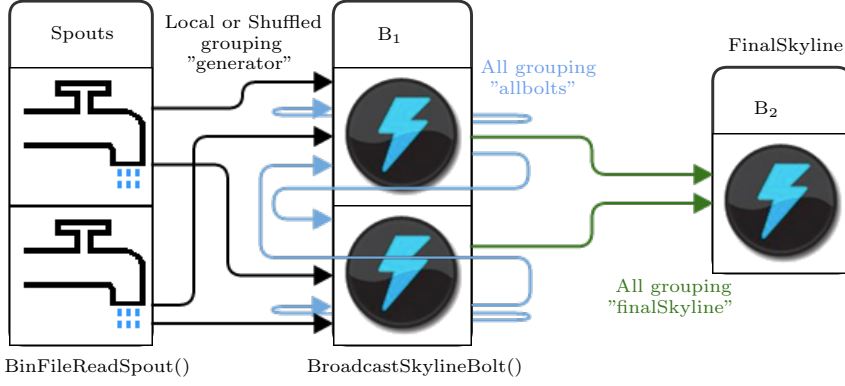 Spouts
Local or Shuffled
grouping
"generator"
B1
All grouping
"allbolts"
FinalSkyline
B2
All grouping
"finalSkyline"
BinFileReadSpout()
BroadcastSkylineBolt()